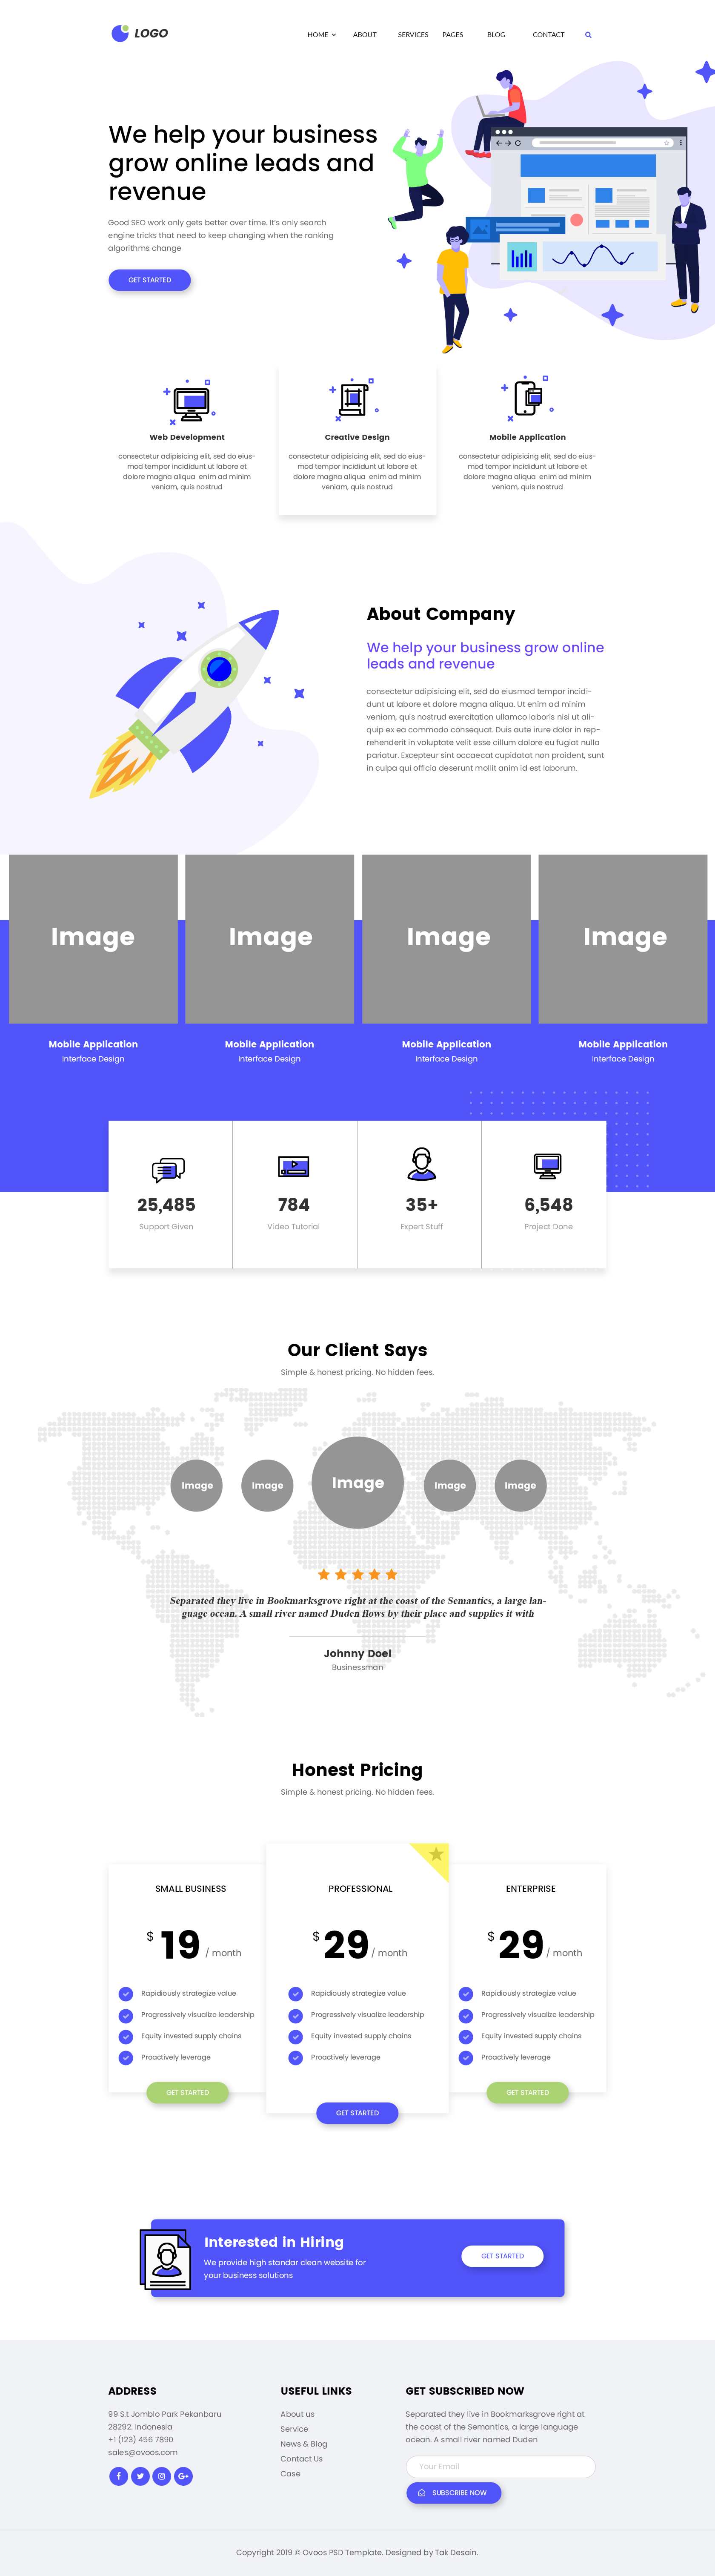 LOGO
HOME ABOUT SERVICES PAGES BLOG CONTACT
We help your business
grow online leads and
revenue
Good SEO work only gets better over time. It's only search
engine tricks that need to keep changing when the ranking
algorithms change
GET STARTED
Web Development
consectetur adipisicing elit, sed do eius-
mod tempor incididunt ut labore et
dolore magna aliqua enim ad minim
veniam, quis nostrud
Creative Design
consectetur adipisicing elit, sed do eius-
mod tempor incididunt ut labore et
dolore magna aliqua enim ad minim
veniam, quis nostrud
Mobile Application
consectetur adipisicing elit, sed do eius-
mod tempor incididunt ut labore et
dolore magna aliqua enim ad minim
veniam, quis nostrud
About Company
We help your business grow online
leads and revenue
consectetur adipisicing elit, sed do eiusmod tempor incidi-
dunt ut labore et dolore magna aliqua. Ut enim ad minim
veniam, quis nostrud exercitation ullamco laboris nisi ut ali-
quip ex ea commodo consequat. Duis aute irure dolor in rep-
rehenderit in voluptate velit esse cillum dolore eu fugiat nulla
pariatur. Excepteur sint occaecat cupidatat non proident, sunt
in culpa qui officia deserunt mollit anim id est laborum.
Image
Image
Image
Image
Mobile Application
Interface Design
Mobile Application
Interface Design
Mobile Application
Interface Design
Mobile Application
Interface Design
25,485
Support Given
784
Video Tutorial
35+
Expert Stuff
6,548
Project Done
Our Client Says
Simple & honest pricing. No hidden fees.
Image
Image
Image
Image
Image
Separated they live in Bookmarksgrove right at the coast of the Semantics, a large lan-
guage ocean. A small river named Duden flows by their place and supplies it with
Johnny Doel
Businessman
Honest Pricing
Simple & honest pricing. No hidden fees.
SMALL BUSINESS
$ 19 / month
Rapidiously strategize value
Progressively visualize leadership
Equity invested supply chains
Proactively leverage
GET STARTED
PROFESSIONAL
$ 29 / month
Rapidiously strategize value
Progressively visualize leadership
Equity invested supply chains
Proactively leverage
GET STARTED
ENTERPRISE
$ 29 / month
Rapidiously strategize value
Progressively visualize leadership
Equity invested supply chains
Proactively leverage
GET STARTED
Interested in Hiring
We provide high standar clean website for
your business solutions
GET STARTED
ADDRESS
99 S.t Jomblo Park Pekanbaru
28292. Indonesia
+1 (123) 456 7890
sales@ovoos.com
USEFUL LINKS
About us
Service
News & Blog
Contact Us
Case
GET SUBSCRIBED NOW
Separated they live in Bookmarksgrove right at
the coast of the Semantics, a large language
ocean. A small river named Duden
Your Email
SUBSCRIBE NOW
Copyright 2019 © Ovoos PSD Template. Designed by Tak Desain.